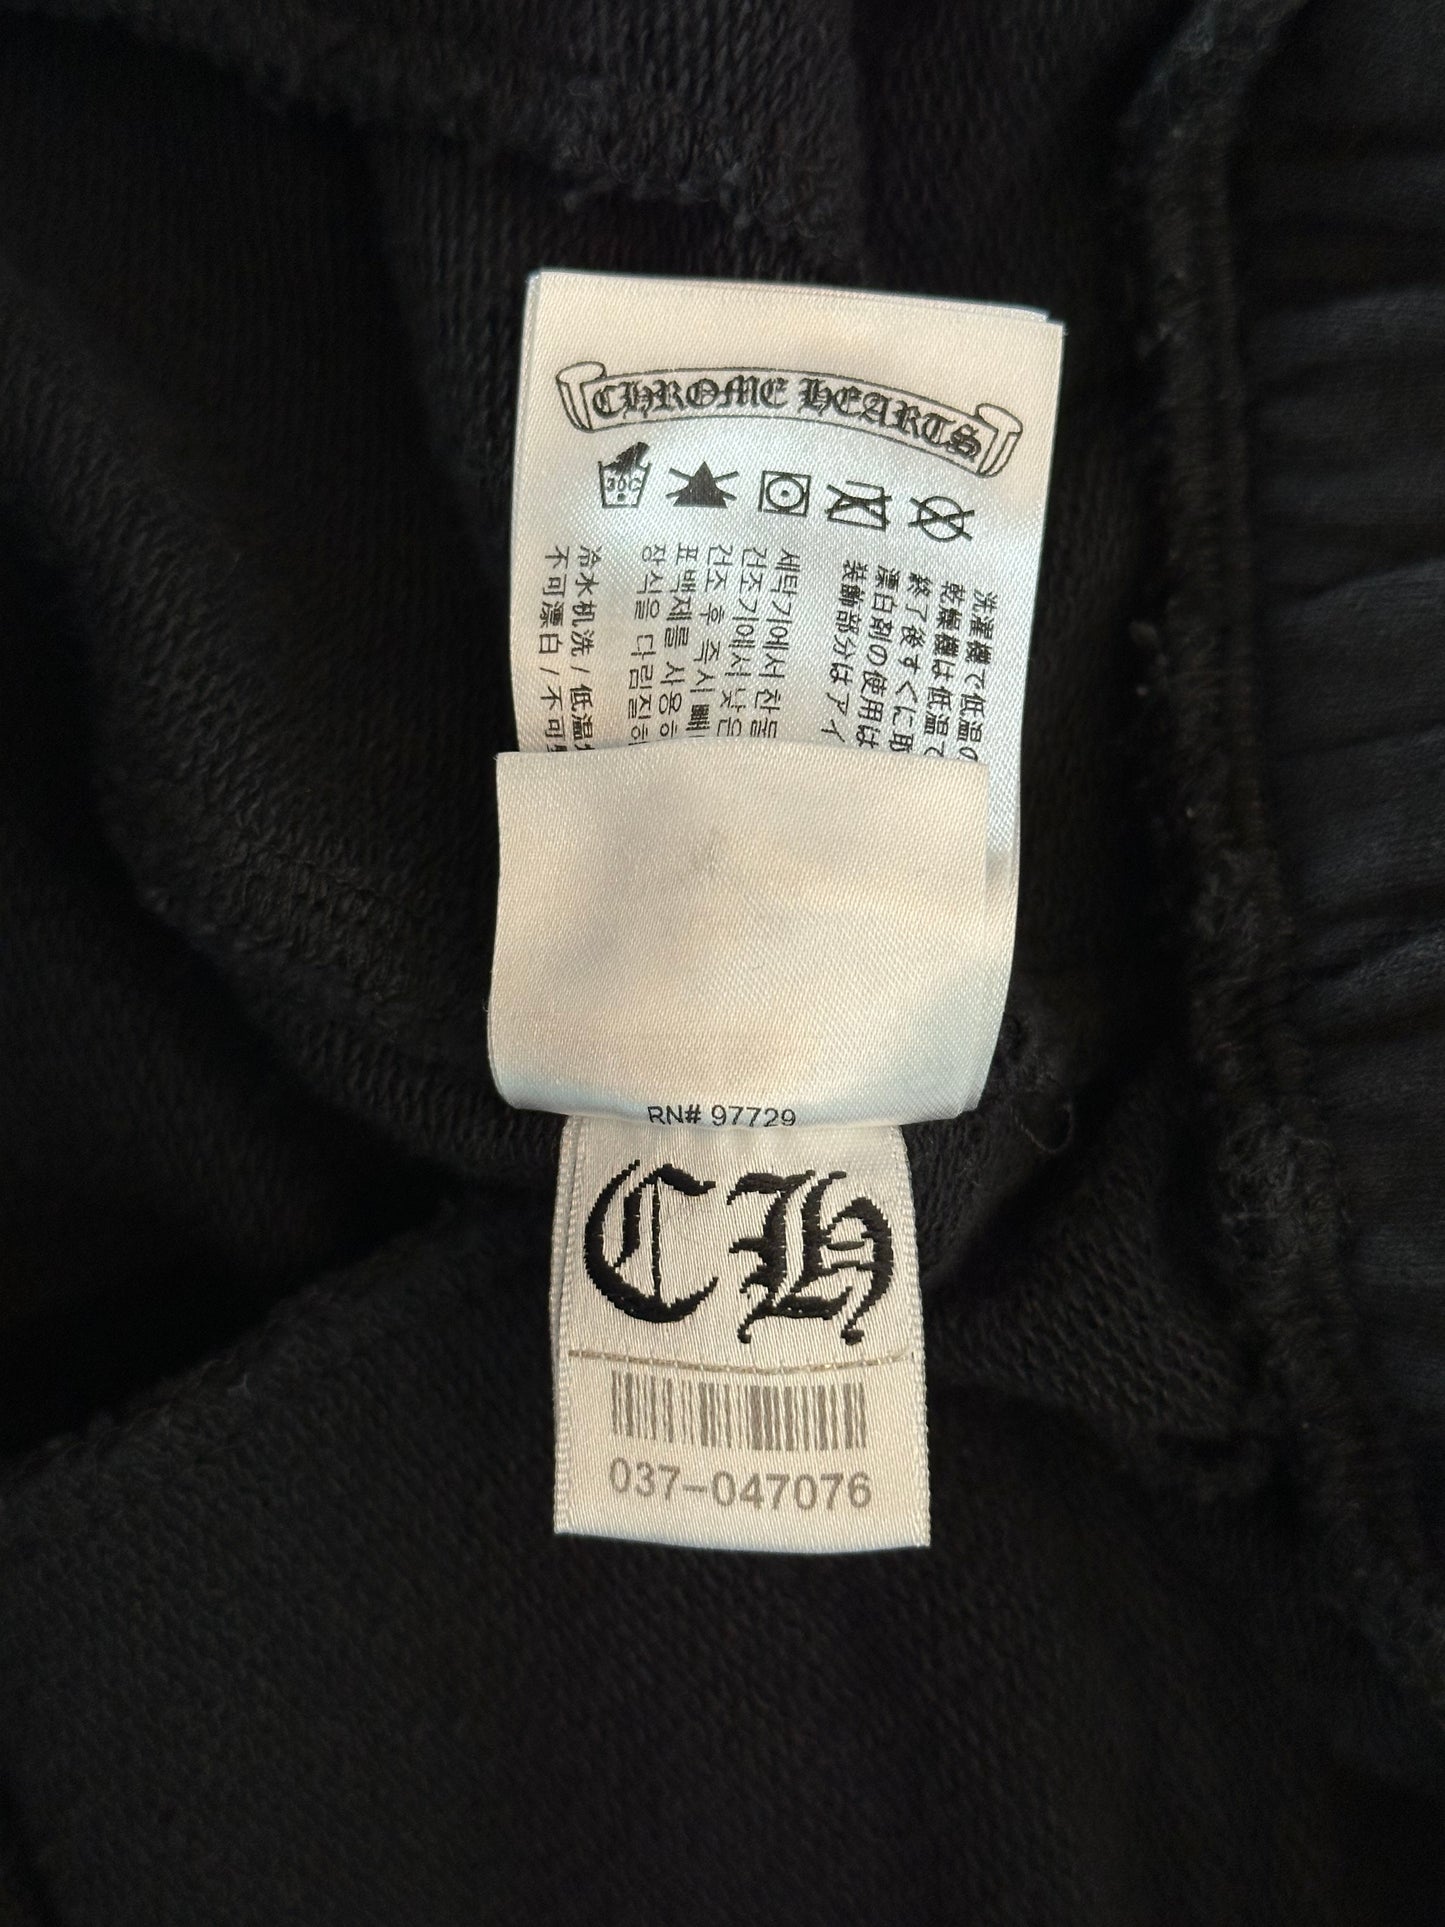 CHROME HEARTS
30C
洗濯機で低温の
乾燥機は低温で
終了後すぐに取
漂白剤の使用は
装飾部分はアイ
세탁기에서 찬물
건조기에서 낮은
건조 후 즉시 빼
표백제를 사용하
장식을 다림질하
冷水机洗 / 低温
不可漂白 / 不可
RN# 97729
CH
037-047076